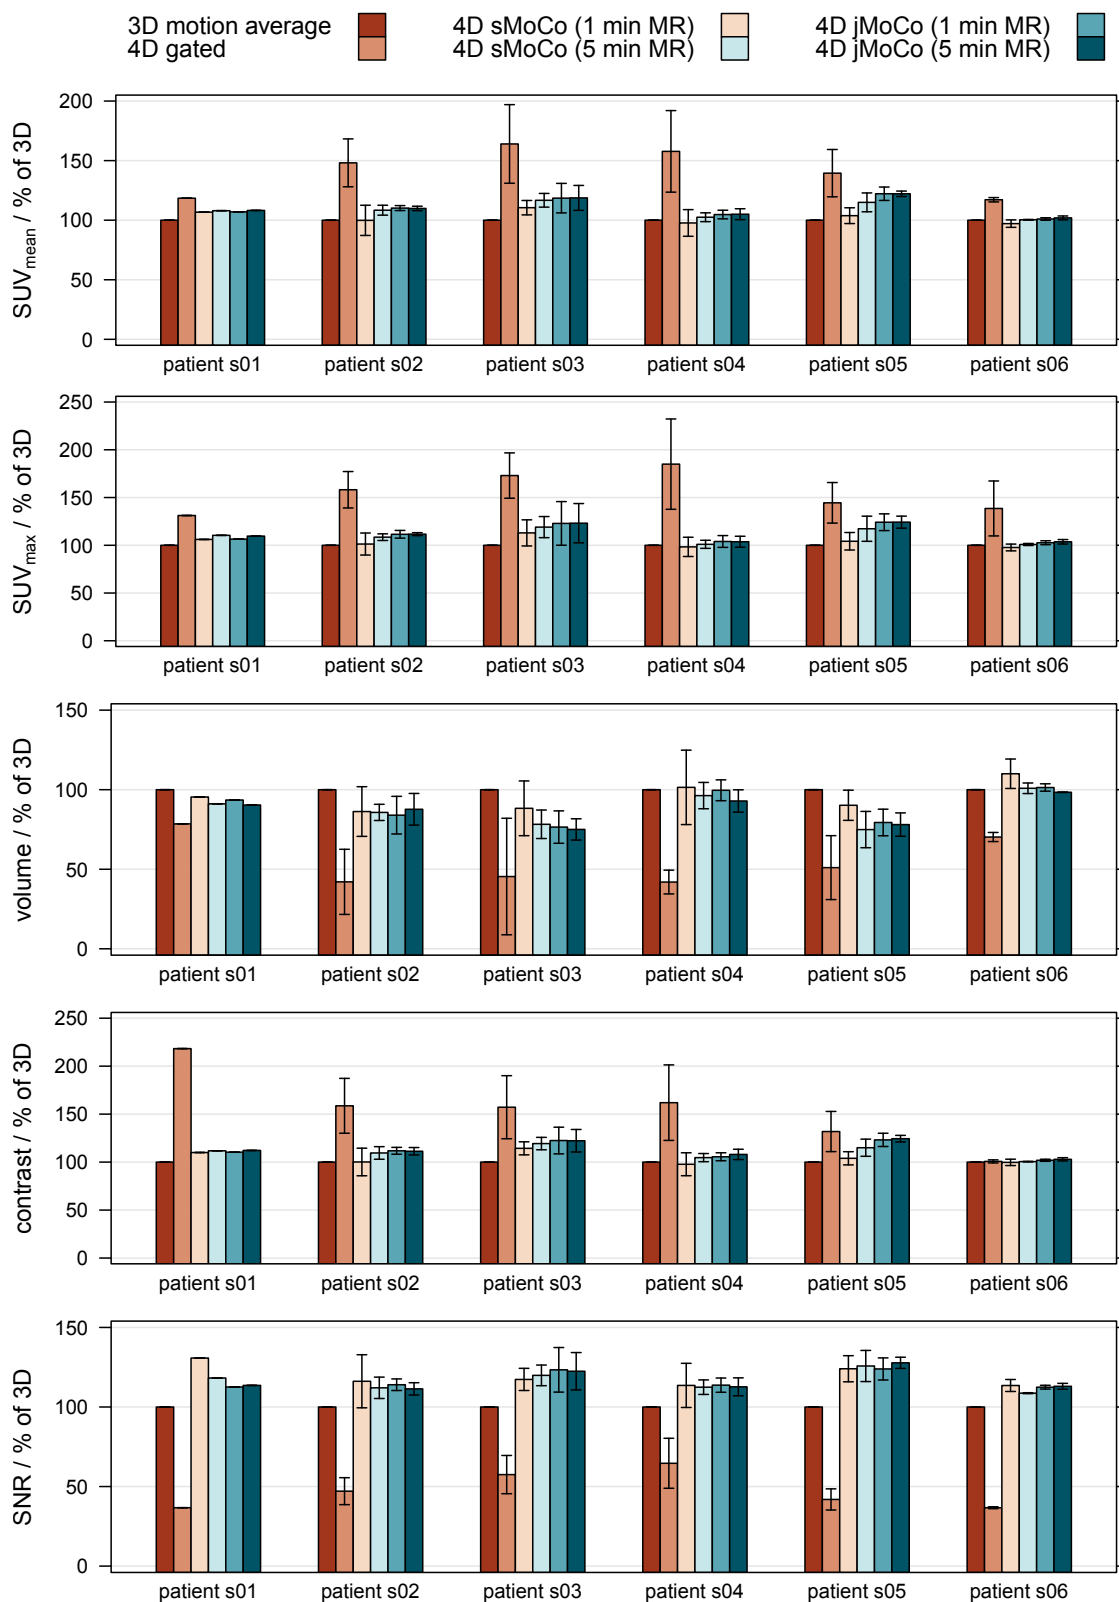 3D motion average
4D gated
4D sMoCo (1 min MR)
4D sMoCo (5 min MR)
4D jMoCo (1 min MR)
4D jMoCo (5 min MR)
SUVmean / % of 3D
200
150
100
50
0
patient s01 patient s02 patient s03 patient s04 patient s05 patient s06
SUVmax / % of 3D
250
200
150
100
50
0
patient s01 patient s02 patient s03 patient s04 patient s05 patient s06
volume / % of 3D
150
100
50
0
patient s01 patient s02 patient s03 patient s04 patient s05 patient s06
contrast / % of 3D
250
200
150
100
50
0
patient s01 patient s02 patient s03 patient s04 patient s05 patient s06
SNR / % of 3D
150
100
50
0
patient s01 patient s02 patient s03 patient s04 patient s05 patient s06